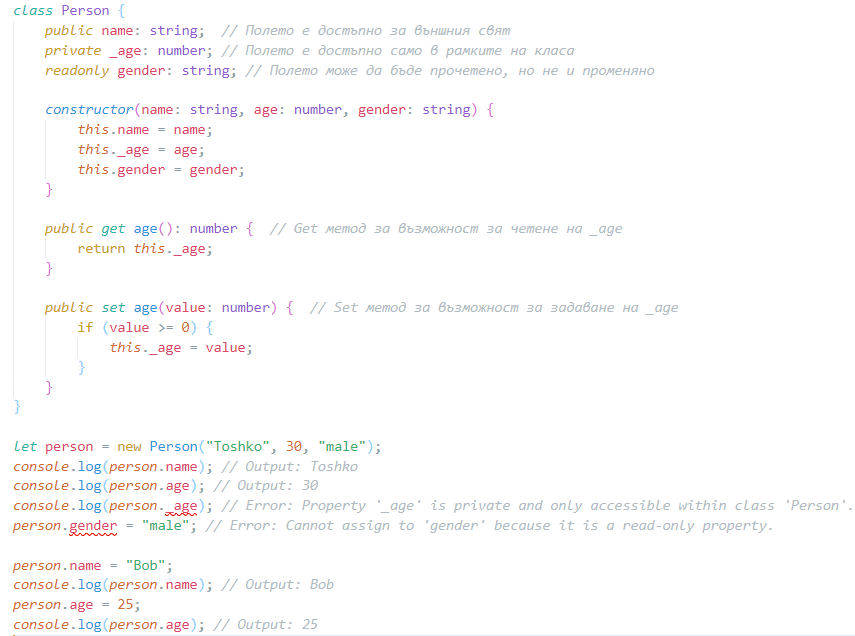 class Person {
    public name: string;  // Полето е достъпно за външния свят
    private _age: number; // Полето е достъпно само в рамките на класа
    readonly gender: string; // Полето може да бъде прочетено, но не и променяно

    constructor(name: string, age: number, gender: string) {
        this.name = name;
        this._age = age;
        this.gender = gender;
    }

    public get age(): number {  // Get метод за възможност за четене на _age
        return this._age;
    }

    public set age(value: number) {  // Set метод за възможност за задаване на _age
        if (value >= 0) {
            this._age = value;
        }
    }
}

let person = new Person("Toshko", 30, "male");
console.log(person.name); // Output: Toshko
console.log(person.age); // Output: 30
console.log(person._age); // Error: Property '_age' is private and only accessible within class 'Person'.
person.gender = "male"; // Error: Cannot assign to 'gender' because it is a read-only property.

person.name = "Bob";
console.log(person.name); // Output: Bob
person.age = 25;
console.log(person.age); // Output: 25